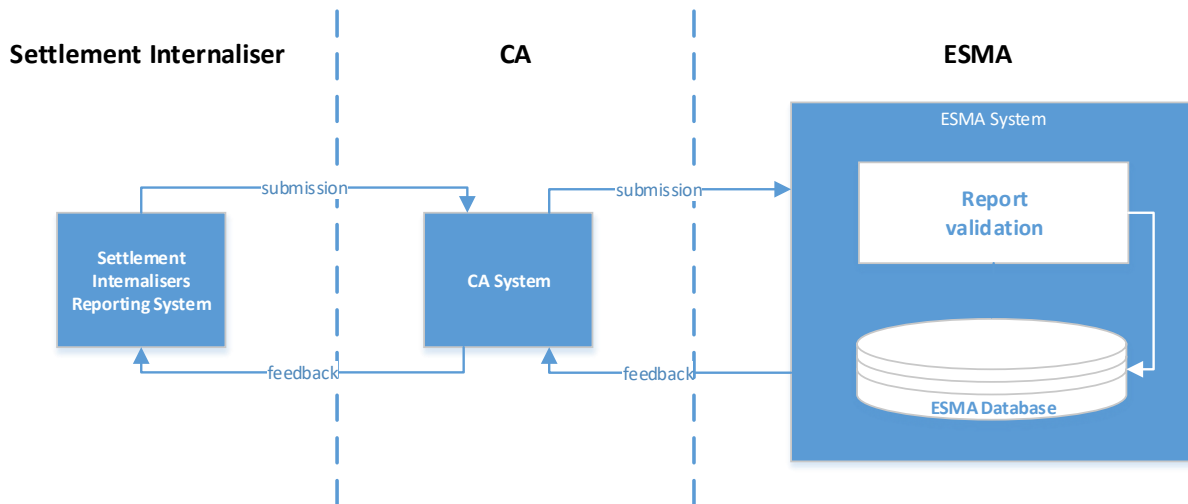 Settlement Internaliser
CA
ESMA
ESMA System
submission
submission
Report
validation
Settlement
Internalisers
Reporting System
CA System
feedback
feedback
ESMA Database